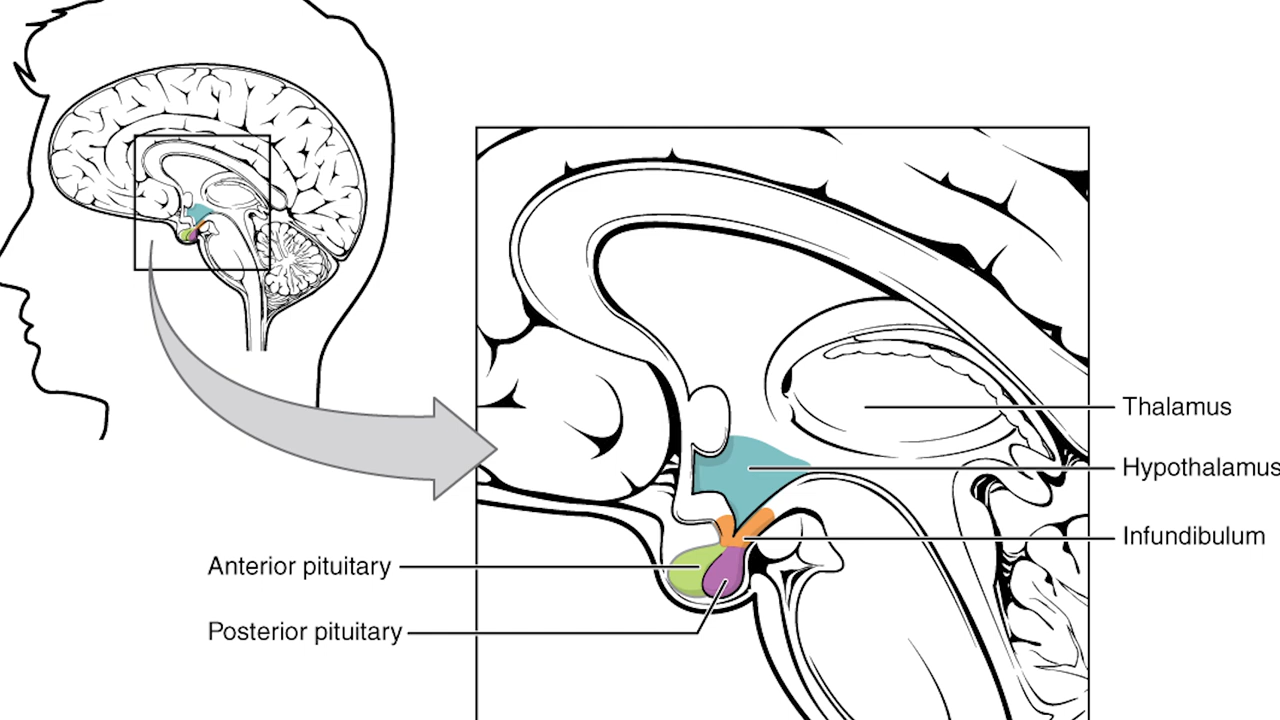 Thalamus
Hypothalamus
Infundibulum
Anterior pituitary
Posterior pituitary